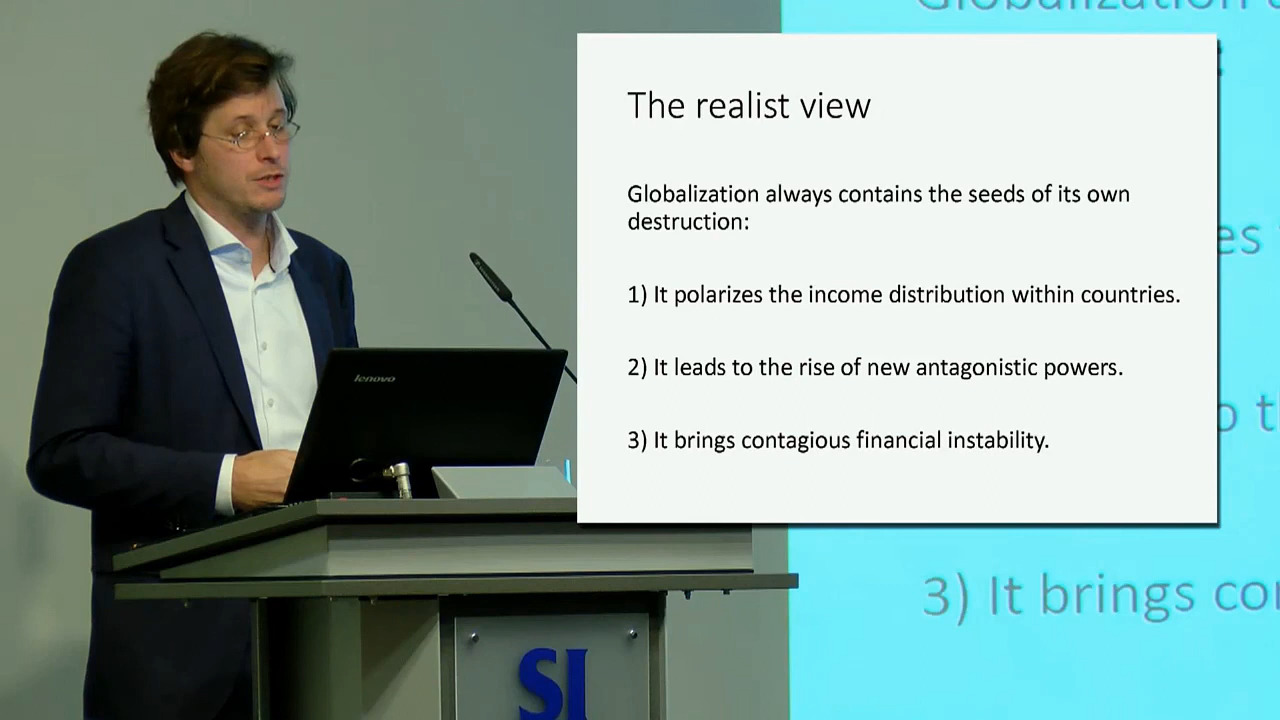 Globalization
The realist view
Globalization always contains the seeds of its own
destruction:
1) It polarizes the income distribution within countries.
2) It leads to the rise of new antagonistic powers.
3) It brings contagious financial instability.
lenovo
3) It brings
SI